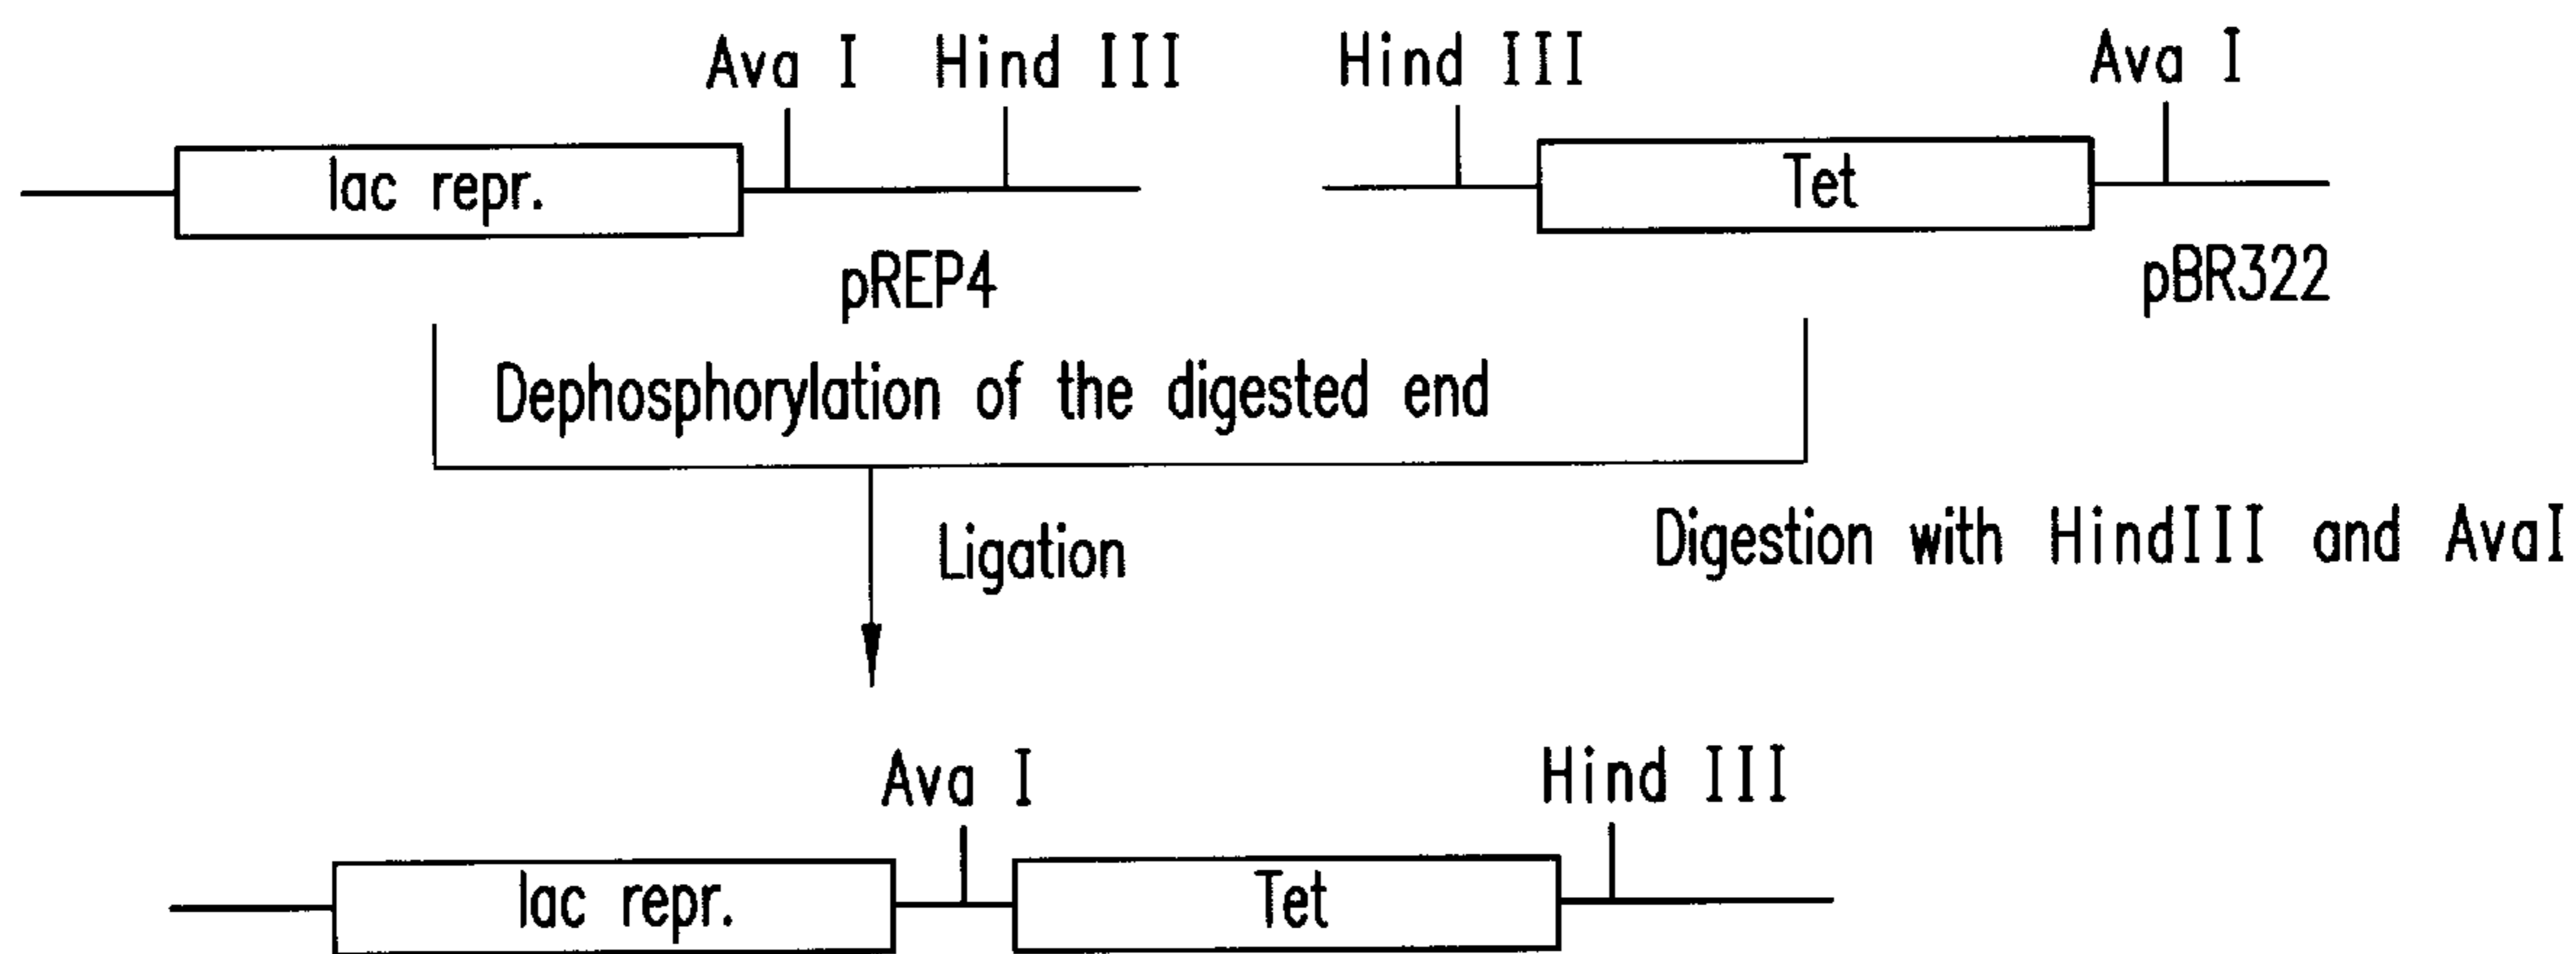 Ava I Hind III Hind III Ava I
lac repr. Tet
pREP4 pBR322
Dephosphorylation of the digested end
Ligation Digestion with HindIII and AvaI
Ava I Hind III
lac repr. Tet